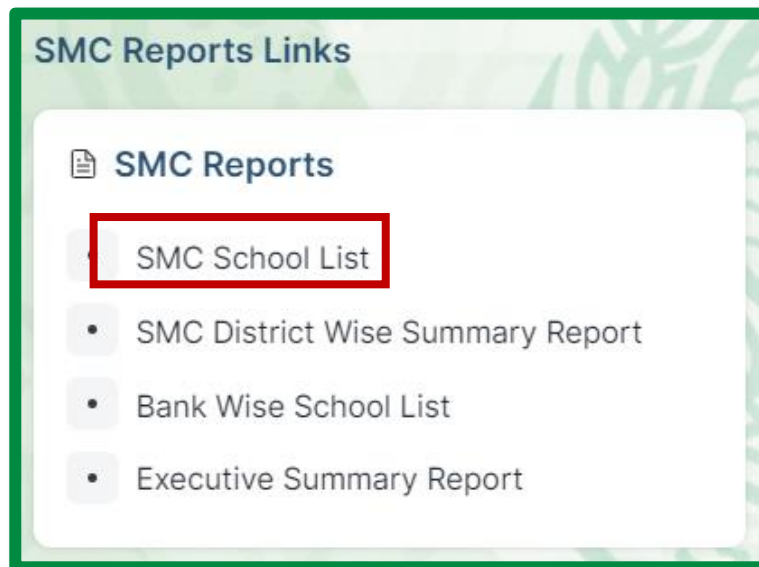 SMC Reports Links
SMC Reports
SMC School List
SMC District Wise Summary Report
Bank Wise School List
Executive Summary Report